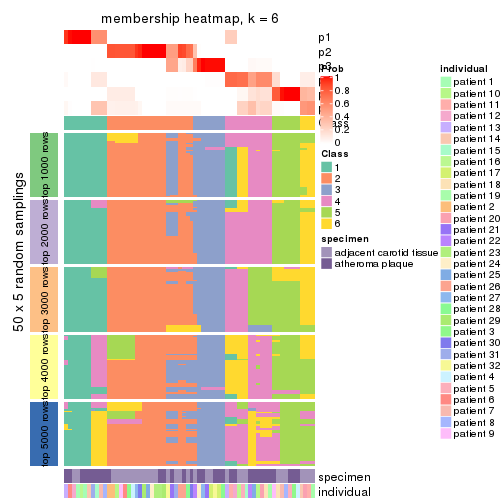 membership heatmap, k = 6
p1
p2
p3
Prob
1
0.8
0.6
0.4
0.2
0
Class
1
2
3
4
5
6
specimen
adjacent carotid tissue
atheroma plaque
individual
patient 1
patient 10
patient 11
patient 12
patient 13
patient 14
patient 15
patient 16
patient 17
patient 18
patient 19
patient 2
patient 20
patient 21
patient 22
patient 23
patient 24
patient 25
patient 26
patient 27
patient 28
patient 29
patient 3
patient 30
patient 31
patient 32
patient 4
patient 5
patient 6
patient 7
patient 8
patient 9
50 x 5 random samplings
top 1000 rows
top 2000 rows
top 3000 rows
top 4000 rows
top 5000 rows
specimen
individual